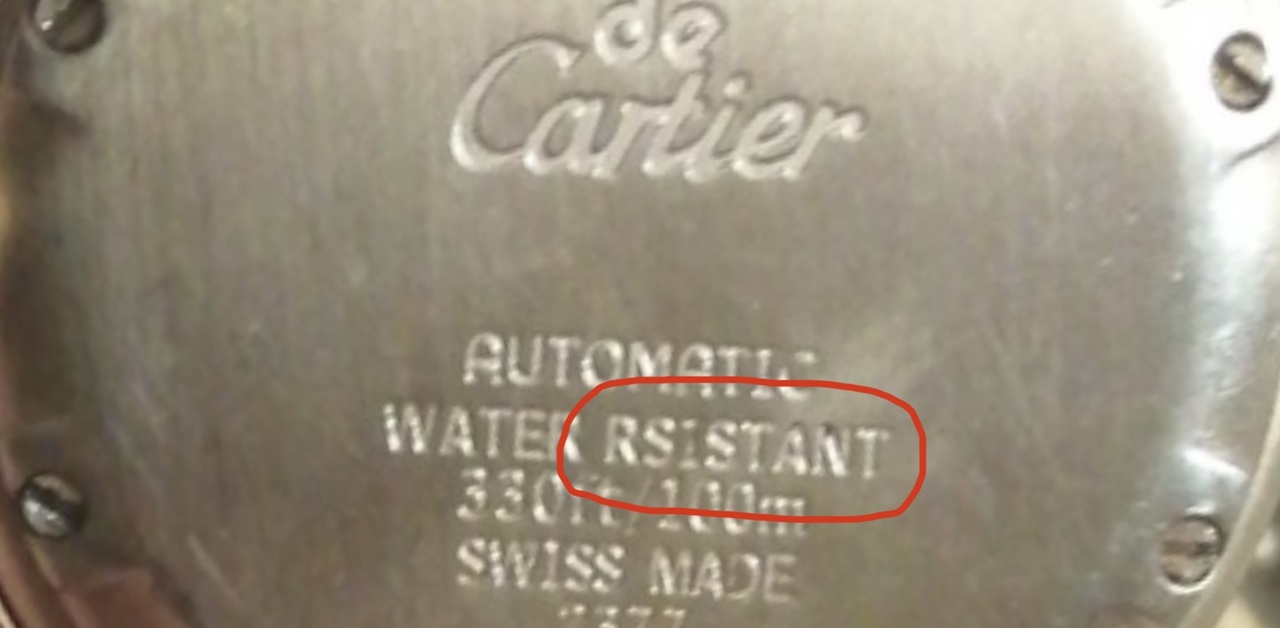 de
Cartier
AUTOMATIC
WATER RSISTANT
330ft/100m
SWISS MADE